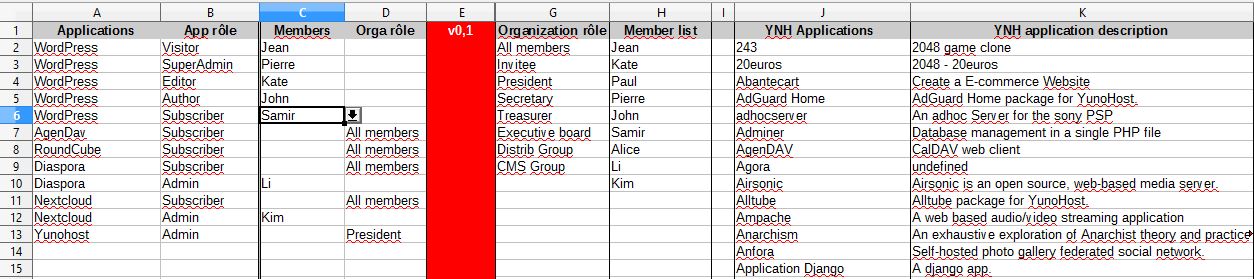 A B C D E G H I J K
1 Applications App rôle Members Orga rôle v0,1 Organization rôle Member list YNH Applications YNH application description
2 WordPress Visitor Jean All members Jean 243 2048 game clone
3 WordPress SuperAdmin Pierre Invitee Kate 20euros 2048 - 20euros
4 WordPress Editor Kate President Paul Abantecart Create a E-commerce Website
5 WordPress Author John Secretary Pierre AdGuard Home AdGuard Home package for YunoHost.
6 WordPress Subscriber Samir Treasurer John adhocserver An adhoc Server for the sony PSP
7 AgenDav Subscriber All members Executive board Samir Adminer Database management in a single PHP file
8 RoundCube Subscriber All members Distrib Group Alice AgenDAV CalDAV web client
9 Diaspora Subscriber All members CMS Group Li Agora undefined
10 Diaspora Admin Li Kim Airsonic Airsonic is an open source, web-based media server.
11 Nextcloud Subscriber All members Alltube Alltube package for YunoHost.
12 Nextcloud Admin Kim Ampache A web based audio/video streaming application
13 Yunohost Admin President Anarchism An exhaustive exploration of Anarchist theory and practice
14 Anfora Self-hosted photo gallery federated social network.
15 Application Django A django app.